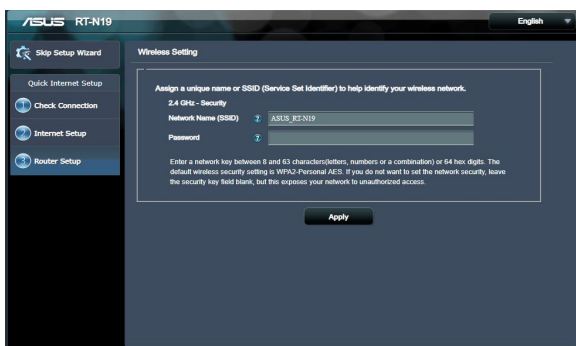 ASUS RT-N19
English
Skip Setup Wizard
Quick Internet Setup
1 Check Connection
2 Internet Setup
3 Router Setup
Wireless Setting
Assign a unique name or SSID (Service Set Identifier) to help identify your wireless network.
2.4 GHz - Security
Network Name (SSID) ? ASUS_RT-N19
Password ?
Enter a network key between 8 and 63 characters(letters, numbers or a combination) or 64 hex digits. The
default wireless security setting is WPA2-Personal AES. If you do not want to set the network security, leave
the security key field blank, but this exposes your network to unauthorized access.
Apply